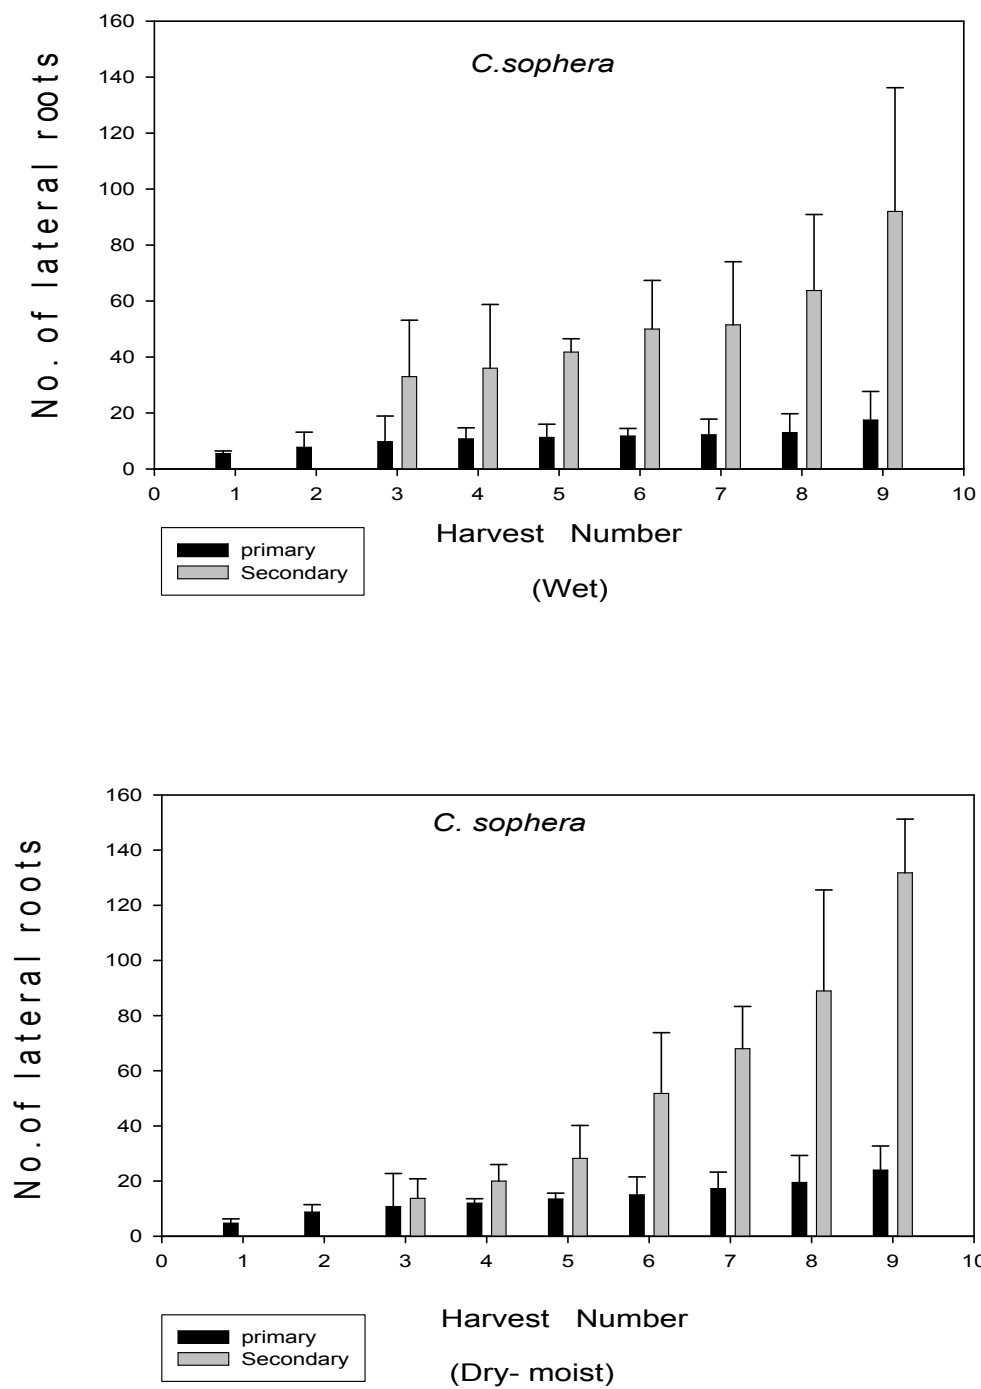 160
C.sophera
140
120
100
80
60
40
20
0
No. of lateral roots
0 1 2 3 4 5 6 7 8 9 10
Harvest Number
primary
Secondary
(Wet)
160
C. sophera
140
120
100
80
60
40
20
0
No.of lateral roots
0 1 2 3 4 5 6 7 8 9 10
Harvest Number
primary
Secondary
(Dry- moist)